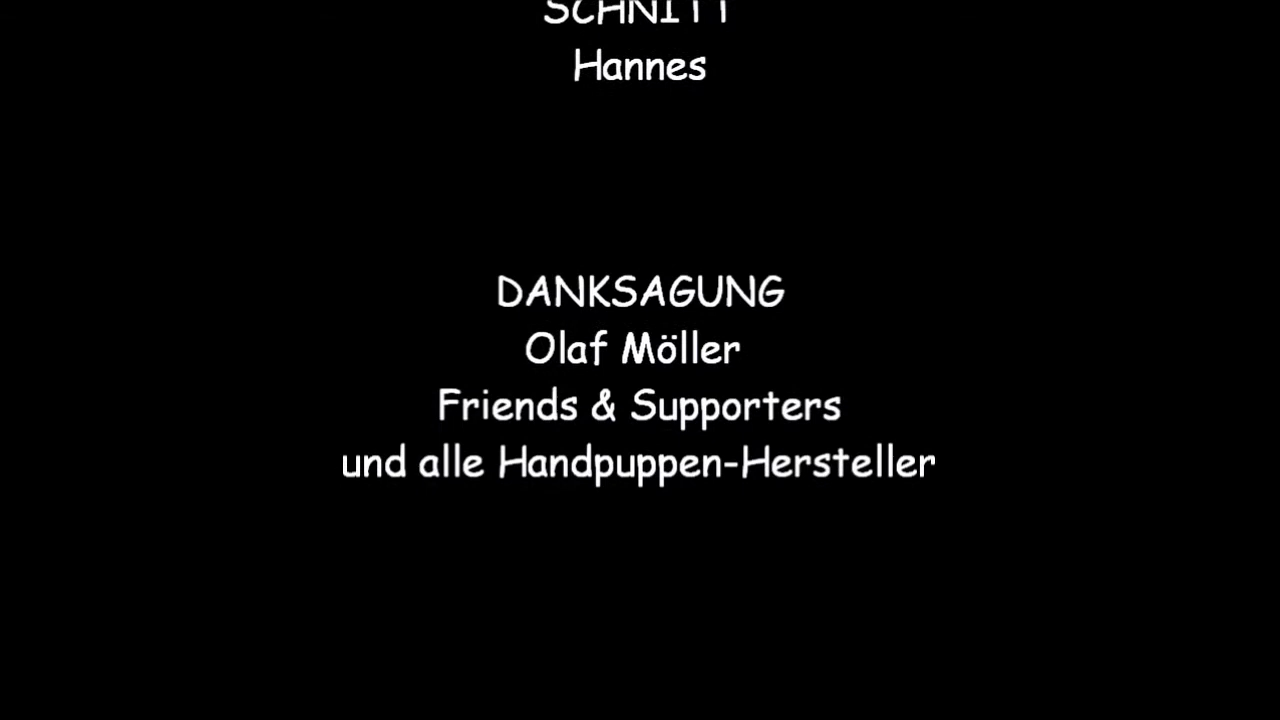 SCHNITT
Hannes
DANKSAGUNG
Olaf Möller
Friends & Supporters
und alle Handpuppen-Hersteller